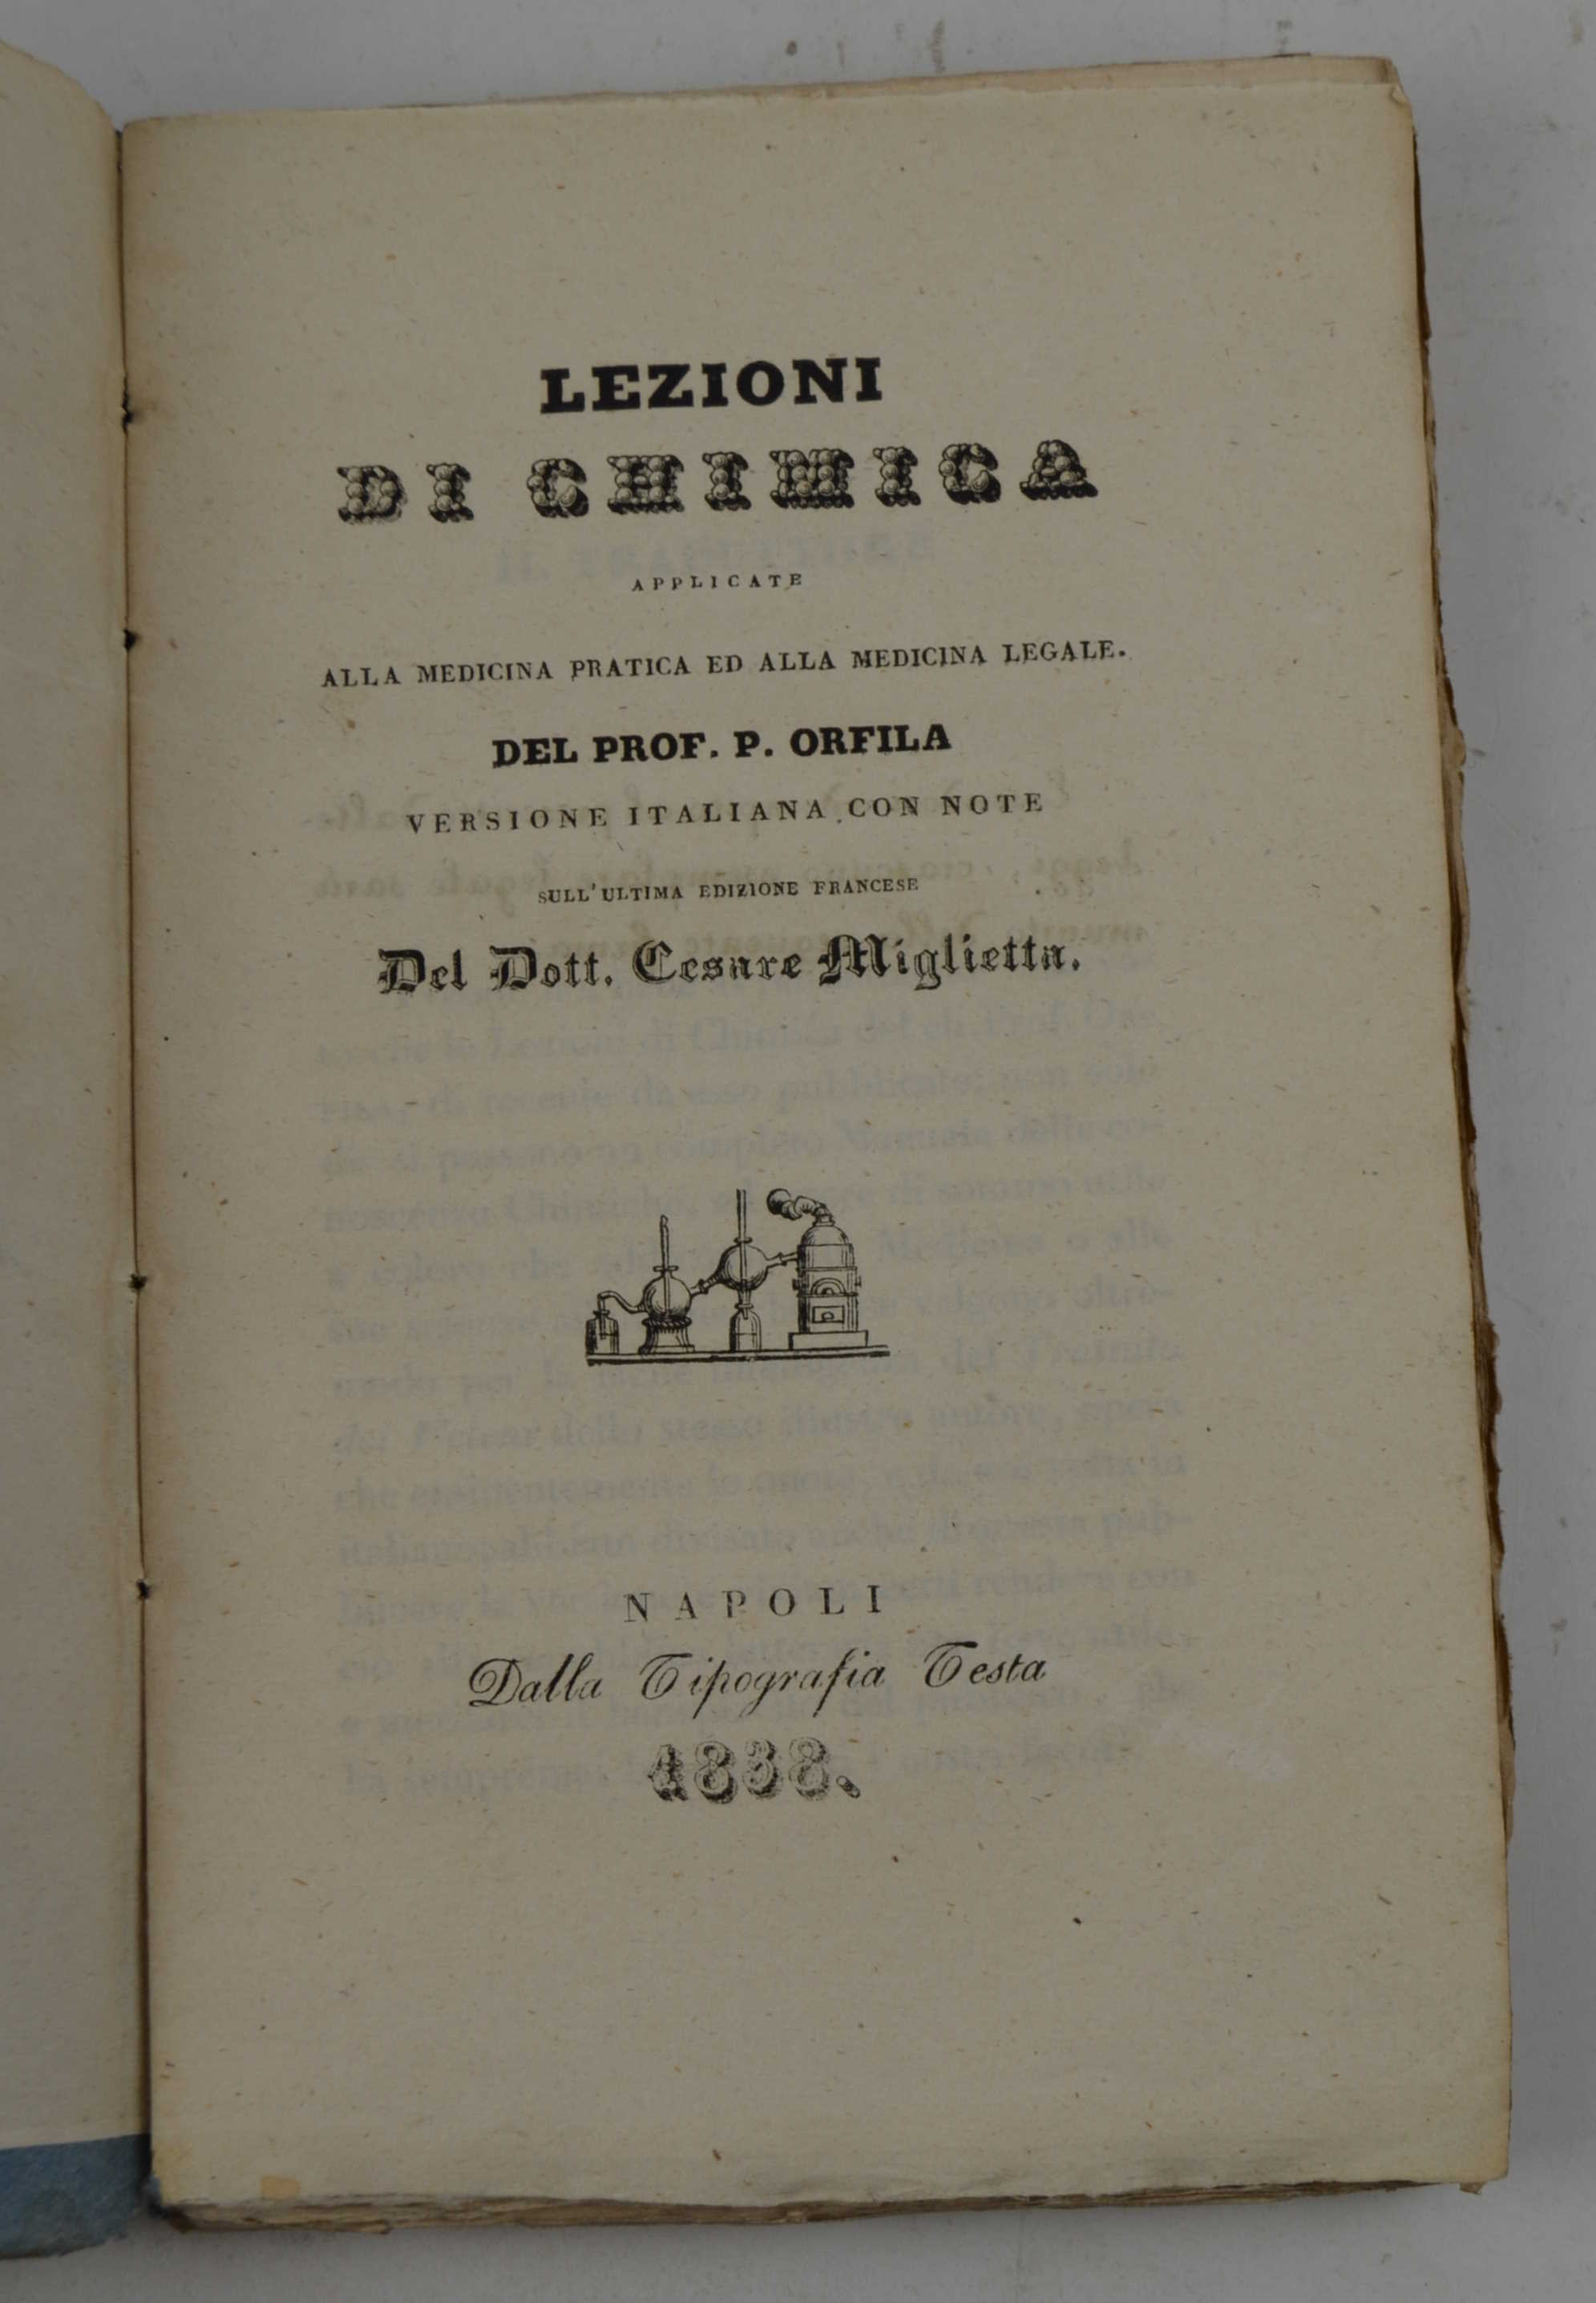 LEZIONI
DI CHIMICA
APPLICATE
ALLA MEDICINA PRATICA ED ALLA MEDICINA LEGALE.
DEL PROF. P. ORFILA
VERSIONE ITALIANA CON NOTE
SULL'ULTIMA EDIZIONE FRANCESE
Del Dott. Cesare Miglietta.
NAPOLI
Dalla Tipografia Testa
1838.